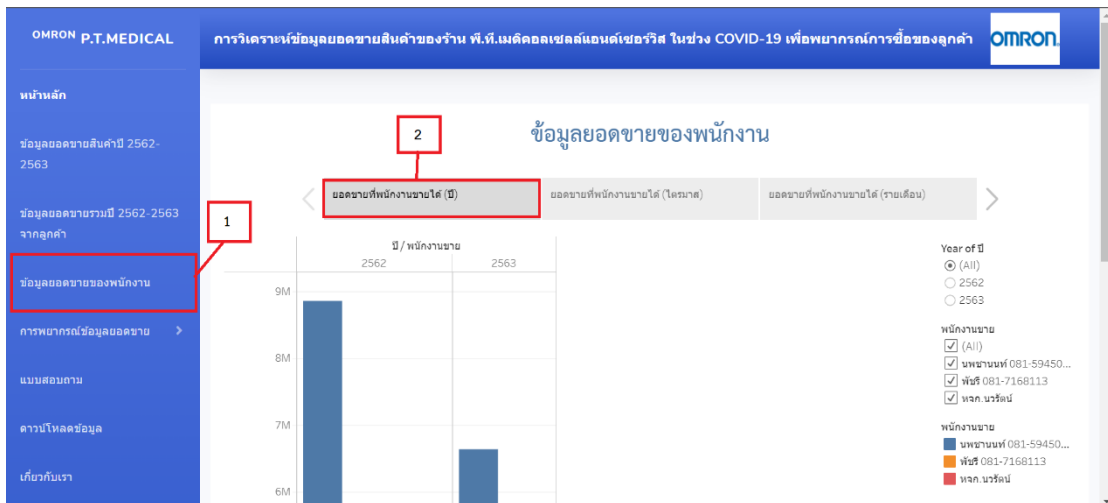 OMRON P.T.MEDICAL
การวิเคราะห์ข้อมูลยอดขายสินค้าของร้าน พี.ที.เมดิคอลเซลล์แอนด์เซอร์วิส ในช่วง COVID-19 เพื่อพยากรณ์การซื้อของลูกค้า
OMRON
หน้าหลัก
ข้อมูลยอดขายสินค้าปี 2562-
2563
ข้อมูลยอดขายรวมปี 2562-2563
จากลูกค้า
ข้อมูลยอดขายของพนักงาน
การพยากรณ์ข้อมูลยอดขาย
แบบสอบถาม
ดาวน์โหลดข้อมูล
เกี่ยวกับเรา
1
2
ข้อมูลยอดขายของพนักงาน
ยอดขายที่พนักงานขายได้ (ปี)
ยอดขายที่พนักงานขายได้ (ไตรมาส)
ยอดขายที่พนักงานขายได้ (รายเดือน)
ปี / พนักงานขาย
2562 2563
9M
8M
7M
6M
Year of ปี
(All)
2562
2563
พนักงานขาย
(All)
นพชานนท์ 081-59450...
พัชรี 081-7168113
หจก.นวรัตน์
พนักงานขาย
นพชานนท์ 081-59450...
พัชรี 081-7168113
หจก.นวรัตน์